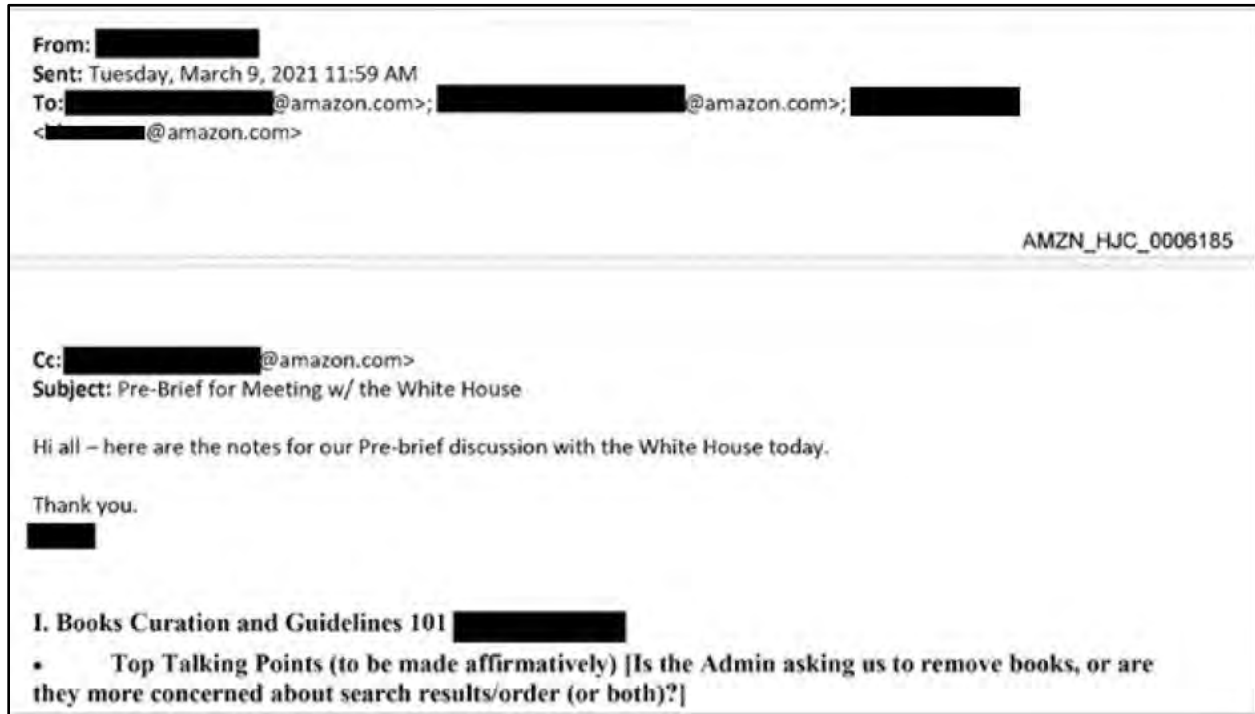 From:
Sent: Tuesday, March 9, 2021 11:59 AM
To: @amazon.com>; @amazon.com>;
< @amazon.com>
AMZN_HJC_0006185
Cc: @amazon.com>
Subject: Pre-Brief for Meeting w/ the White House
Hi all – here are the notes for our Pre-brief discussion with the White House today.
Thank you.
I. Books Curation and Guidelines 101
• Top Talking Points (to be made affirmatively) [Is the Admin asking us to remove books, or are
they more concerned about search results/order (or both)?]